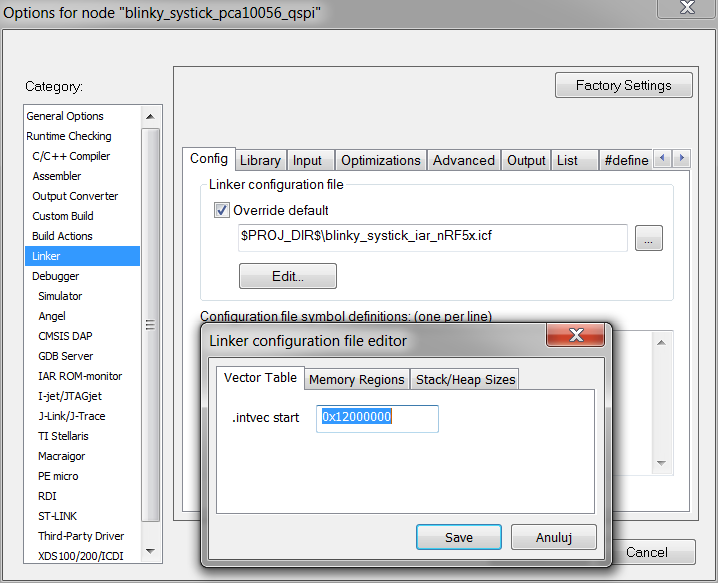 Options for node "blinky_systick_pca10056_qspi"
Category:
Factory Settings
General Options
Runtime Checking
C/C++ Compiler
Assembler
Output Converter
Custom Build
Build Actions
Linker
Debugger
Simulator
Angel
CMSIS DAP
GDB Server
IAR ROM-monitor
I-jet/JTAGjet
J-Link/J-Trace
TI Stellaris
Macraigor
PE micro
RDI
ST-LINK
Third-Party Driver
XDS100/200/ICDI
Config Library Input Optimizations Advanced Output List #define
Linker configuration file
Override default
$PROJ_DIR$\blinky_systick_iar_nRF5x.icf
...
Edit...
Configuration file symbol definitions: (one per line)
Linker configuration file editor
Vector Table Memory Regions Stack/Heap Sizes
.intvec start 0x12000000
Save Anuluj
Cancel